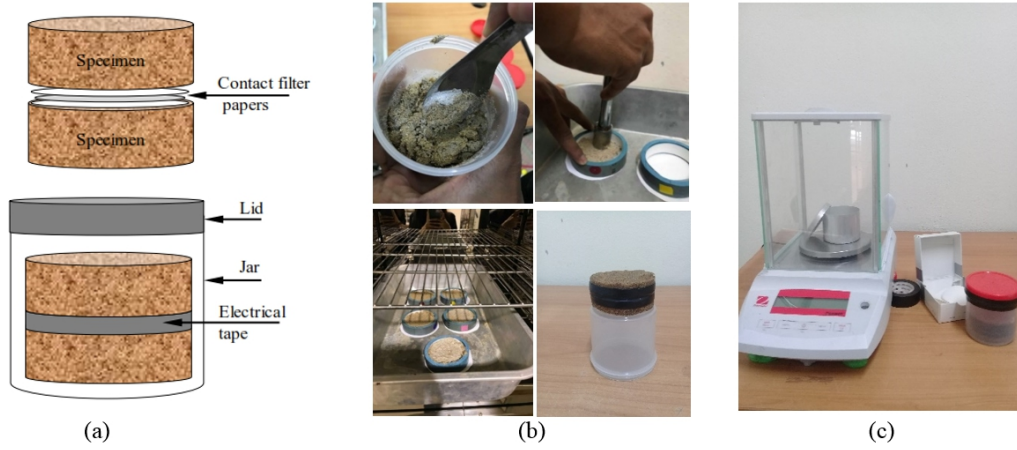 Specimen
Contact filter
papers
Specimen
Lid
Jar
Electrical
tape
(a)
(b)
(c)